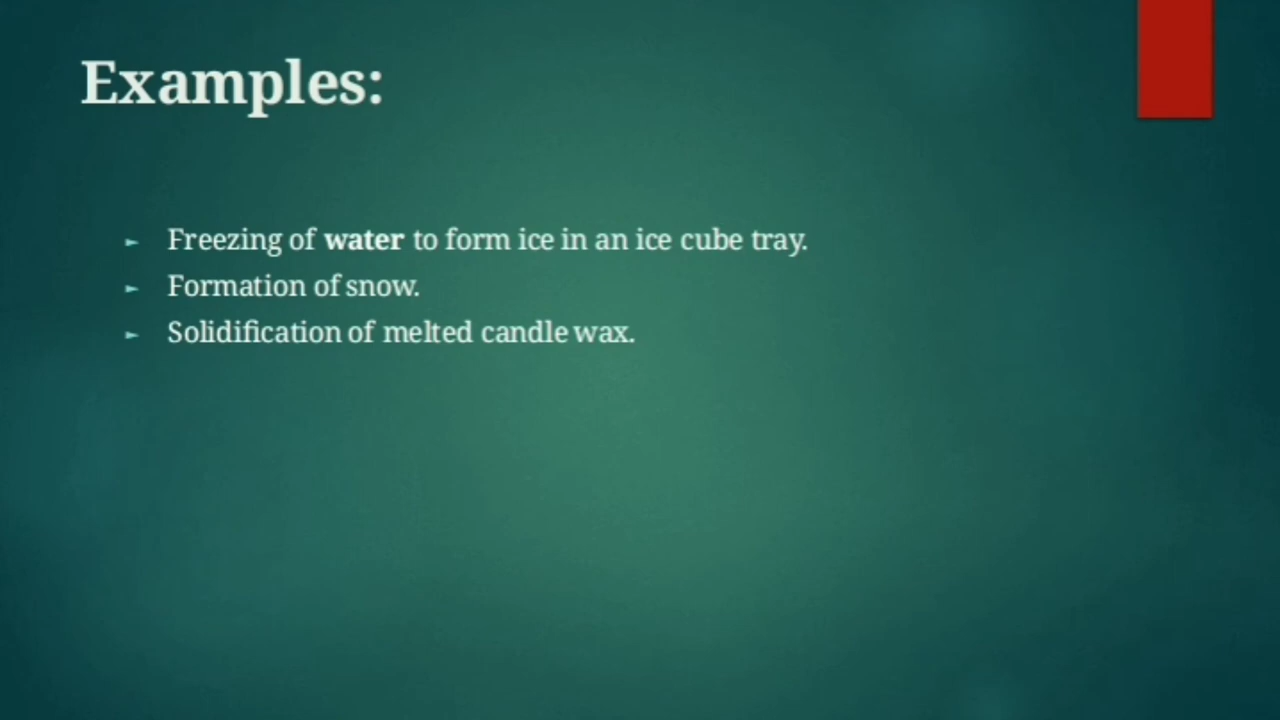 Examples:
Freezing of water to form ice in an ice cube tray.
Formation of snow.
Solidification of melted candle wax.